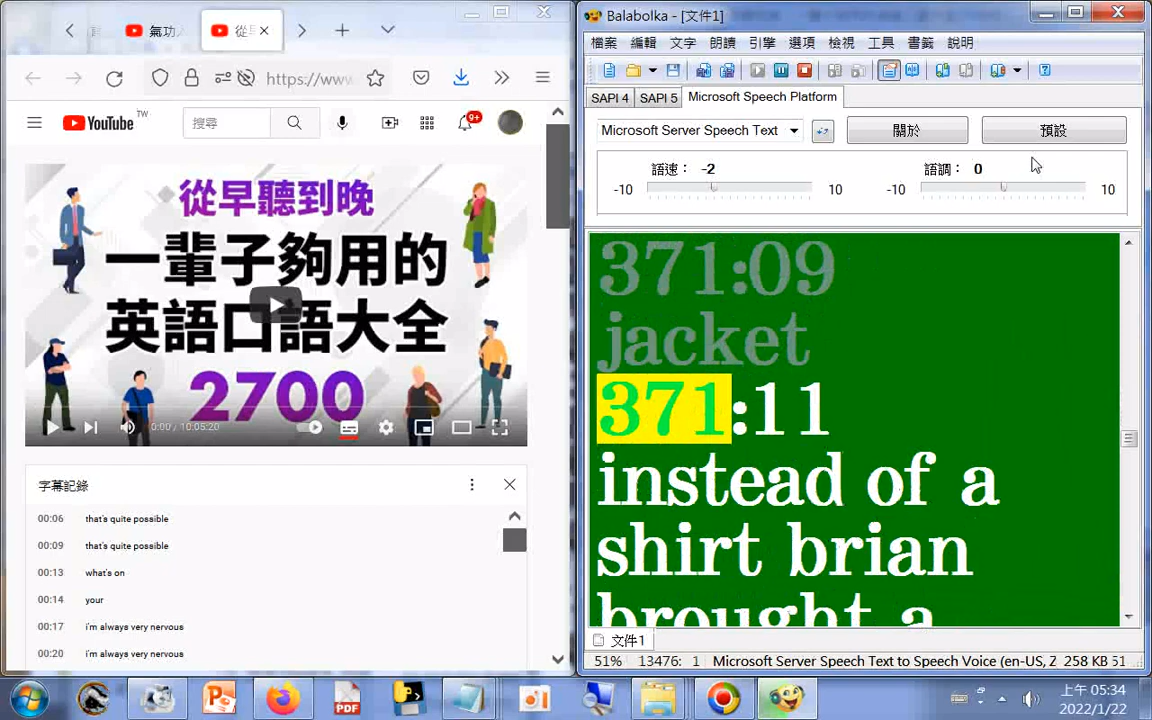 氣功
從
https://www
YouTube
TW
搜尋
9+
從早聽到晚
一輩子夠用的
英語口語大全
2700
0:00 / 10:05:20
字幕記錄
00:06 that's quite possible
00:09 that's quite possible
00:13 what's on
00:14 your
00:17 i'm always very nervous
00:20 i'm always very nervous
Balabolka - [文件1]
檔案 編輯 文字 朗讀 引擎 選項 檢視 工具 書籤 說明
SAPI 4 SAPI 5 Microsoft Speech Platform
Microsoft Server Speech Text
關於
預設
語速： -2
-10 10
語調： 0
-10 10
371:09
jacket
371:11
instead of a
shirt brian
brought a
文件1
51% 13476: 1 Microsoft Server Speech Text to Speech Voice (en-US, Z 258 KB 51
PDF
上午 05:34
2022/1/22